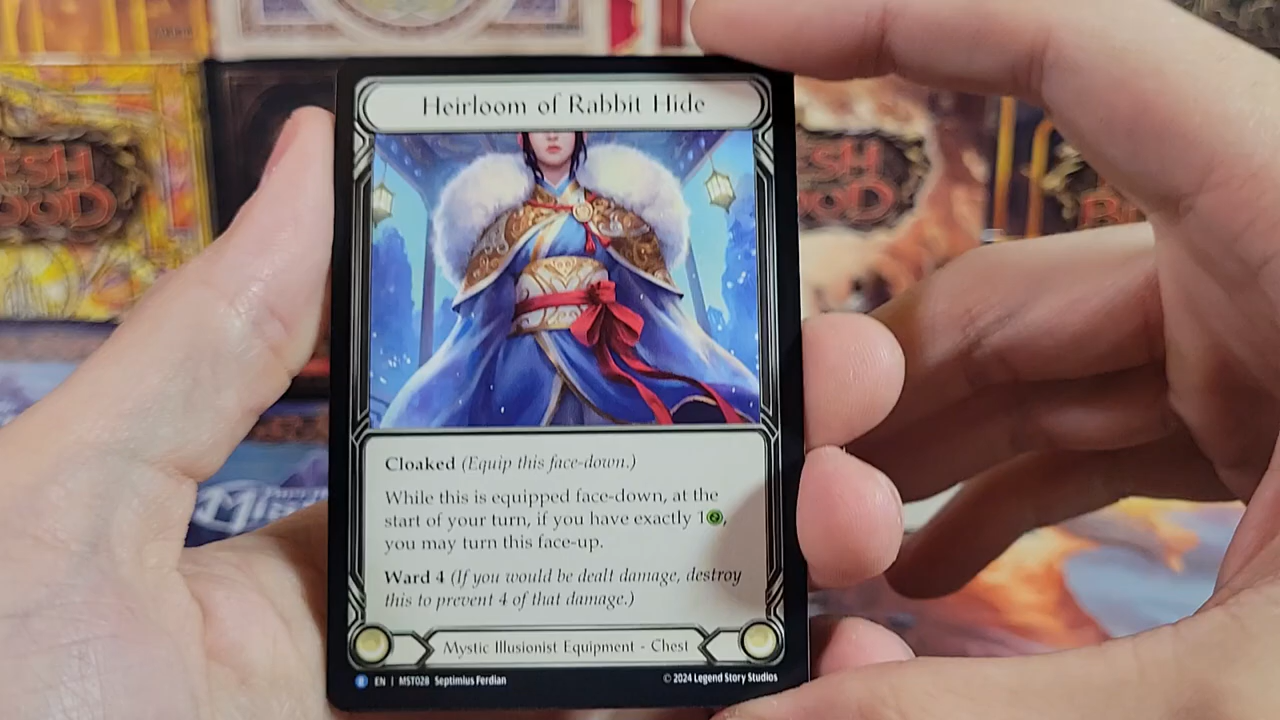 Heirloom of Rabbit Hide
Cloaked (Equip this face-down.)
While this is equipped face-down, at the
start of your turn, if you have exactly 1,
you may turn this face-up.
Ward 4 (If you would be dealt damage, destroy
this to prevent 4 of that damage.)
Mystic Illusionist Equipment - Chest
R EN | MST028 Septimius Ferdian
© 2024 Legend Story Studios